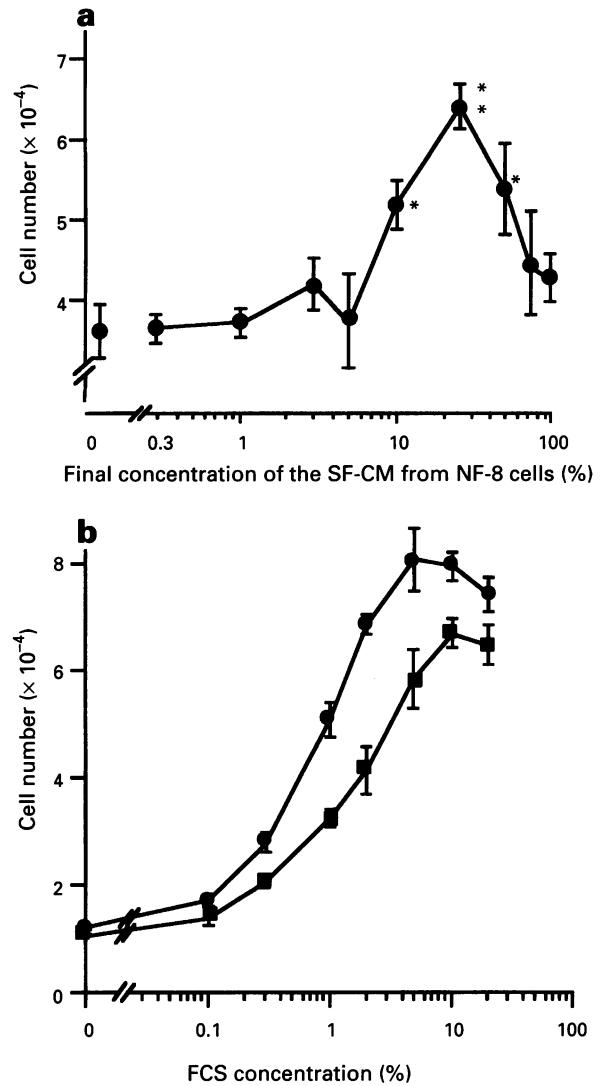 a
Cell number (× 10⁻⁴)
7
6
5
4
*
*
*
*
0 0.3 1 10 100
Final concentration of the SF-CM from NF-8 cells (%)
b
Cell number (× 10⁻⁴)
8
6
4
2
0
0 0.1 1 10 100
FCS concentration (%)